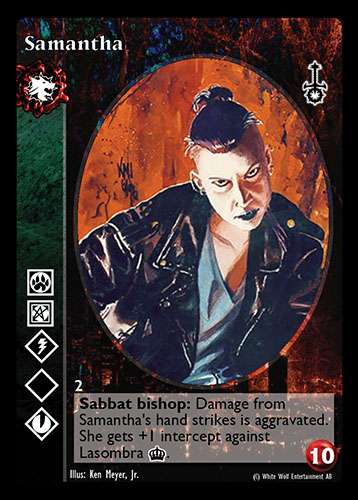 Samantha
2
Sabbat bishop: Damage from
Samantha's hand strikes is aggravated.
She gets +1 intercept against
Lasombra .
10
Illus: Ken Meyer, Jr.
(C) White Wolf Entertainment AB